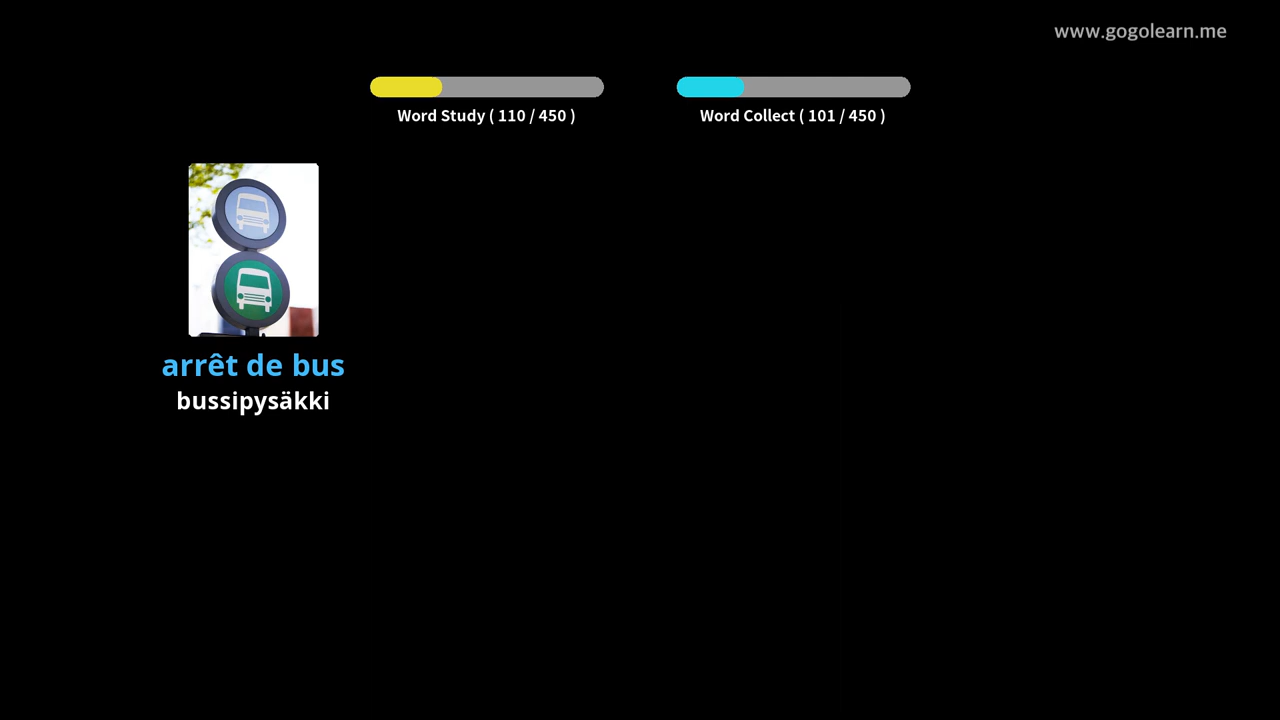 www.gogolearn.me
Word Study ( 110 / 450 )
Word Collect ( 101 / 450 )
arrêt de bus
bussipysäkki